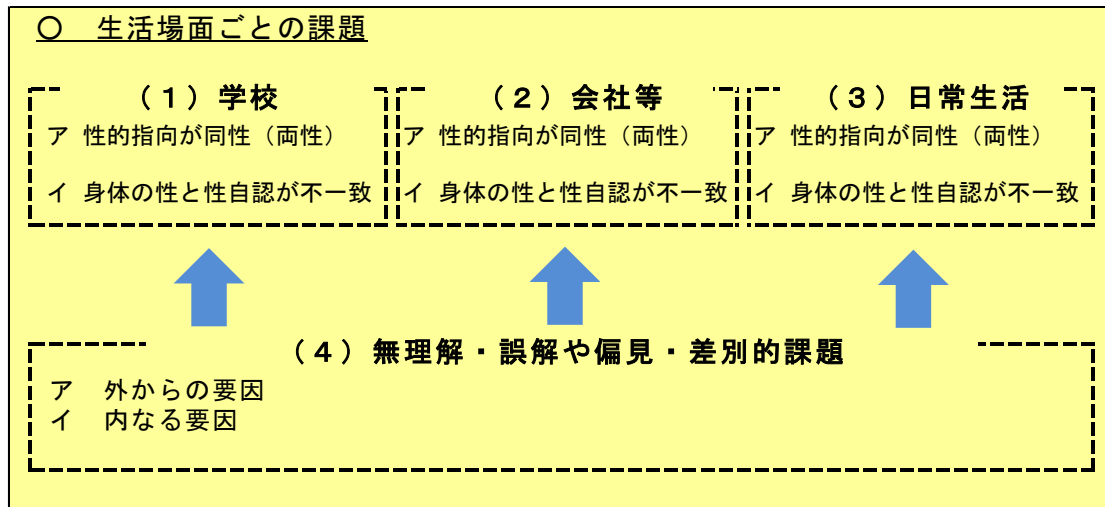 ○ 生活場面ごとの課題
（１）学校
ア 性的指向が同性（両性）
イ 身体の性と性自認が不一致
（２）会社等
ア 性的指向が同性（両性）
イ 身体の性と性自認が不一致
（３）日常生活
ア 性的指向が同性（両性）
イ 身体の性と性自認が不一致
（４）無理解・誤解や偏見・差別的課題
ア 外からの要因
イ 内なる要因